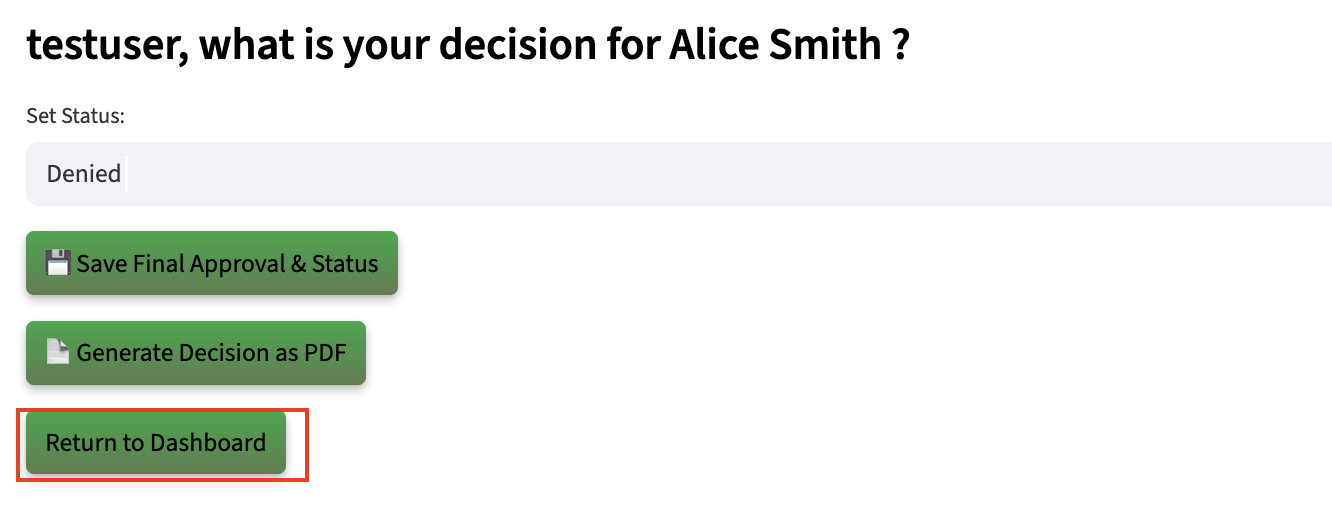 testuser, what is your decision for Alice Smith ?
Set Status:
Denied
💾 Save Final Approval & Status
📄 Generate Decision as PDF
Return to Dashboard